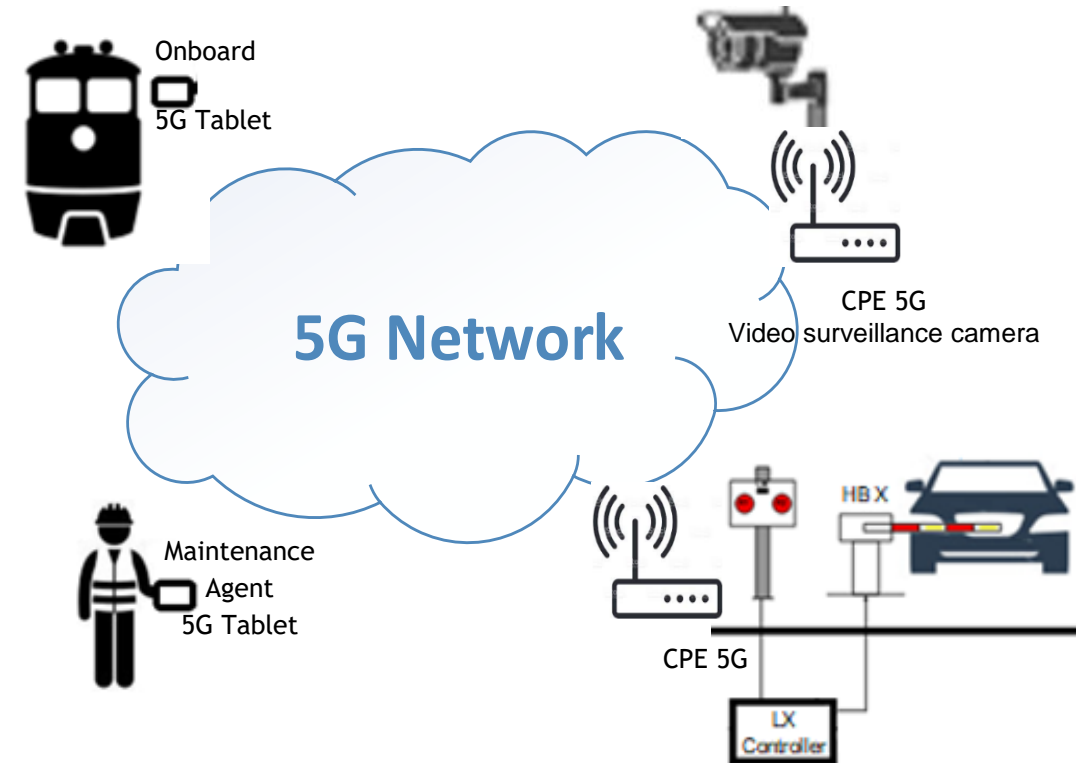 Onboard
5G Tablet
5G Network
CPE 5G
Video surveillance camera
HB X
Maintenance
Agent
5G Tablet
CPE 5G
LX
Controller